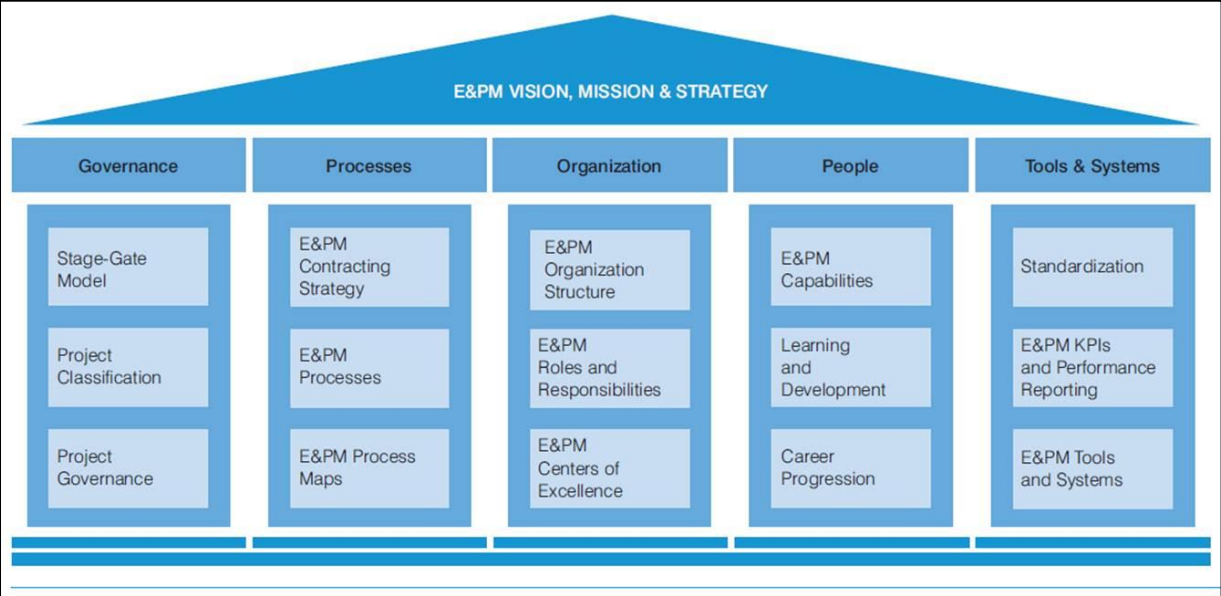 E&PM VISION, MISSION & STRATEGY
Governance
Processes
Organization
People
Tools & Systems
Stage-Gate
Model
Project
Classification
Project
Governance
E&PM
Contracting
Strategy
E&PM
Processes
E&PM Process
Maps
E&PM
Organization
Structure
E&PM
Roles and
Responsibilities
E&PM
Centers of
Excellence
E&PM
Capabilities
Learning
and
Development
Career
Progression
Standardization
E&PM KPIs
and Performance
Reporting
E&PM Tools
and Systems